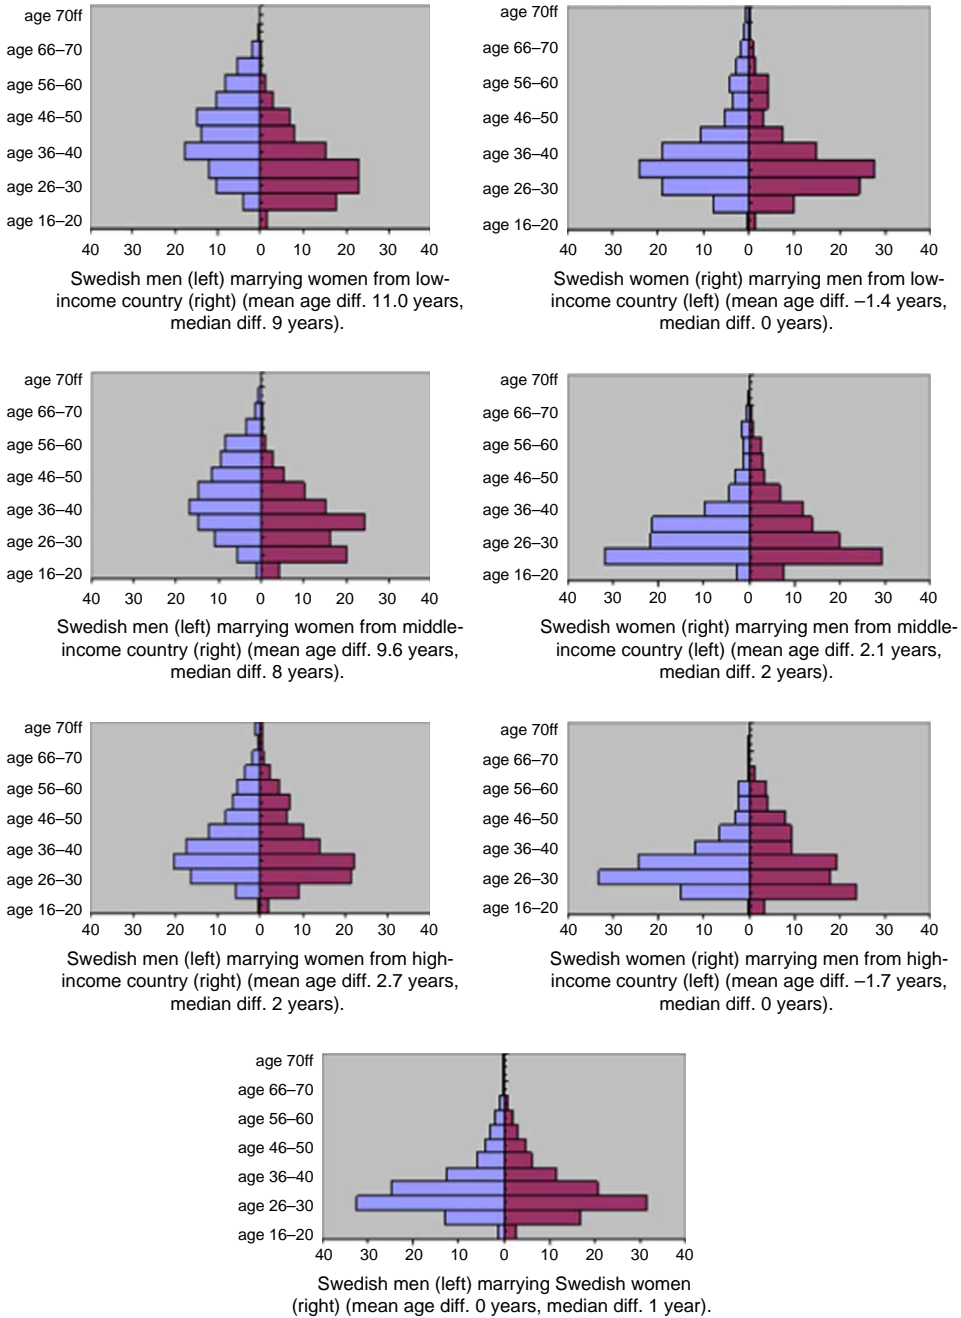 age 70ff
age 66–70
age 56–60
age 46–50
age 36–40
age 26–30
age 16–20
40 30 20 10 0 10 20 30 40
Swedish men (left) marrying women from low-
income country (right) (mean age diff. 11.0 years,
median diff. 9 years).
age 70ff
age 66–70
age 56–60
age 46–50
age 36–40
age 26–30
age 16–20
40 30 20 10 0 10 20 30 40
Swedish women (right) marrying men from low-
income country (left) (mean age diff. –1.4 years,
median diff. 0 years).
age 70ff
age 66–70
age 56–60
age 46–50
age 36–40
age 26–30
age 16–20
40 30 20 10 0 10 20 30 40
Swedish men (left) marrying women from middle-
income country (right) (mean age diff. 9.6 years,
median diff. 8 years).
age 70ff
age 66–70
age 56–60
age 46–50
age 36–40
age 26–30
age 16–20
40 30 20 10 0 10 20 30 40
Swedish women (right) marrying men from middle-
income country (left) (mean age diff. 2.1 years,
median diff. 2 years).
age 70ff
age 66–70
age 56–60
age 46–50
age 36–40
age 26–30
age 16–20
40 30 20 10 0 10 20 30 40
Swedish men (left) marrying women from high-
income country (right) (mean age diff. 2.7 years,
median diff. 2 years).
age 70ff
age 66–70
age 56–60
age 46–50
age 36–40
age 26–30
age 16–20
40 30 20 10 0 10 20 30 40
Swedish women (right) marrying men from high-
income country (left) (mean age diff. –1.7 years,
median diff. 0 years).
age 70ff
age 66–70
age 56–60
age 46–50
age 36–40
age 26–30
age 16–20
40 30 20 10 0 10 20 30 40
Swedish men (left) marrying Swedish women
(right) (mean age diff. 0 years, median diff. 1 year).